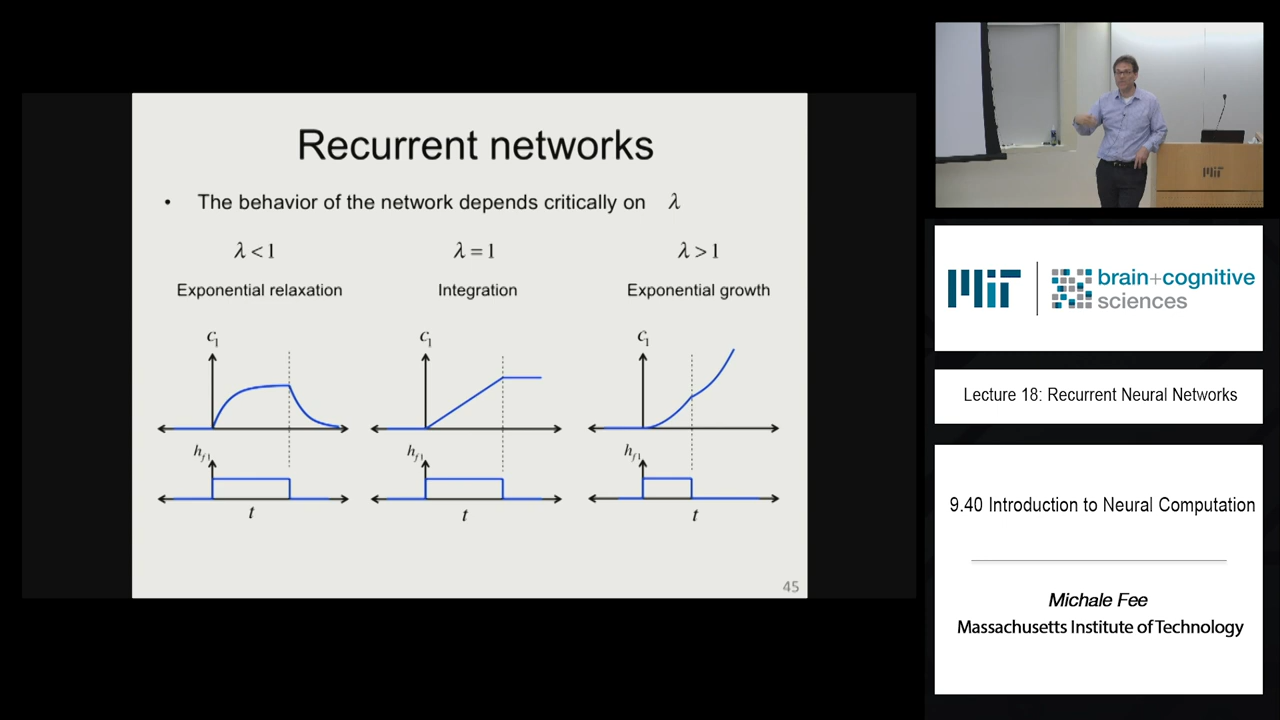 Recurrent networks
• The behavior of the network depends critically on λ
λ < 1
λ = 1
λ > 1
Exponential relaxation
Integration
Exponential growth
c1
c1
c1
hf1
hf1
hf1
t
t
t
45
MIT
MIT
brain+cognitive
sciences
Lecture 18: Recurrent Neural Networks
9.40 Introduction to Neural Computation
Michale Fee
Massachusetts Institute of Technology